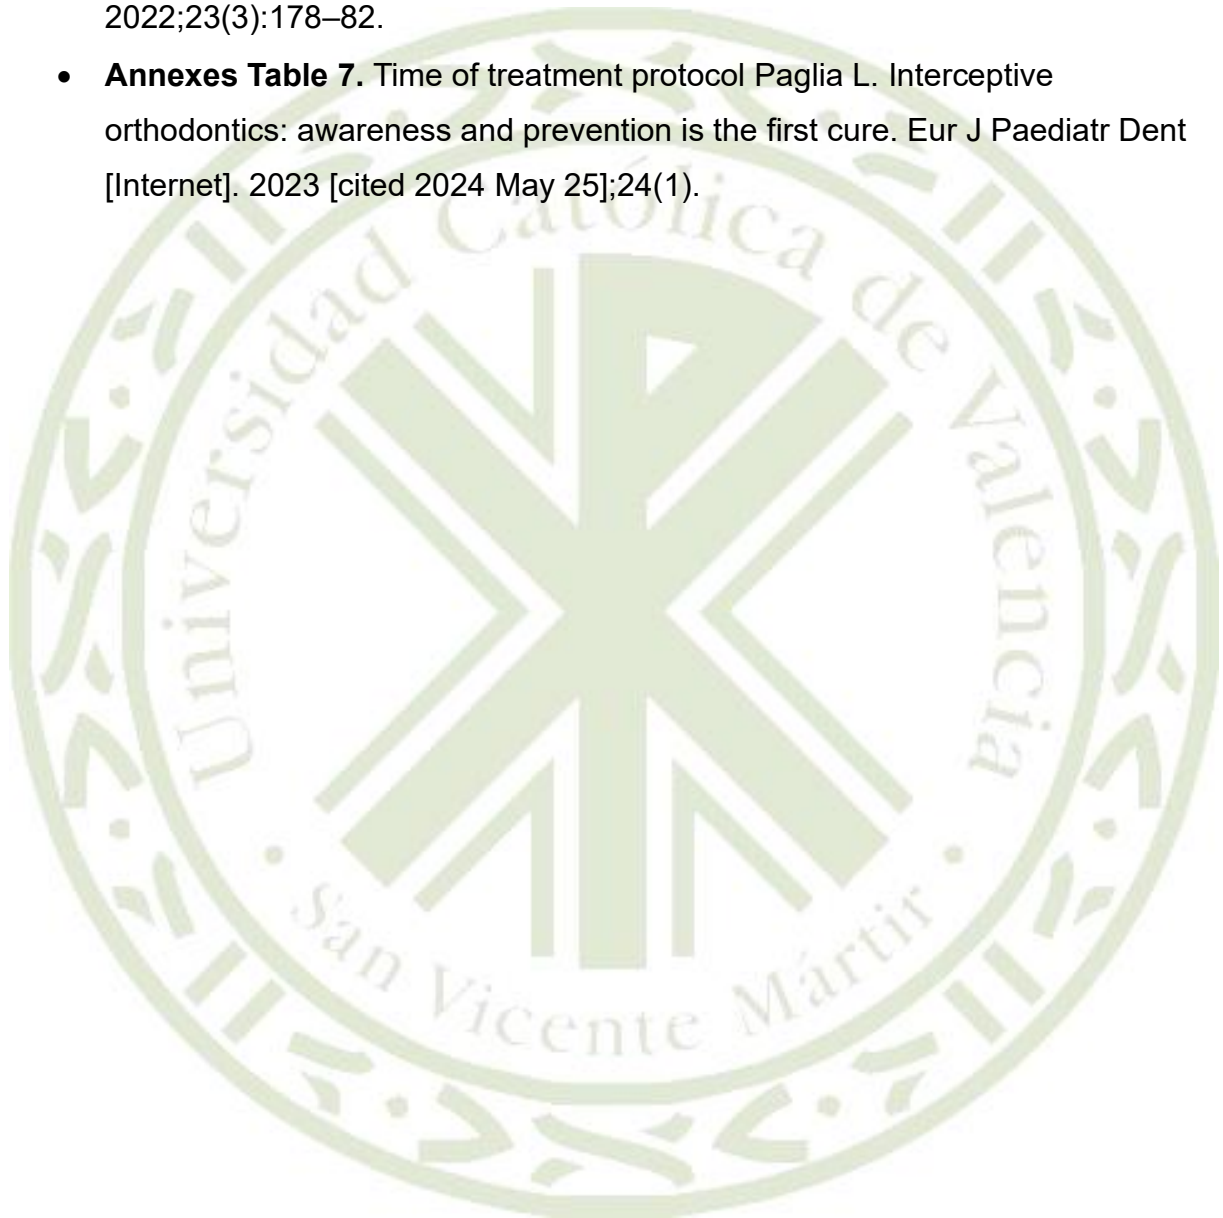 2022;23(3):178–82.
• Annexes Table 7. Time of treatment protocol Paglia L. Interceptive
orthodontics: awareness and prevention is the first cure. Eur J Paediatr Dent
[Internet]. 2023 [cited 2024 May 25];24(1).
Universidad Católica de Valencia
• San Vicente Mártir •